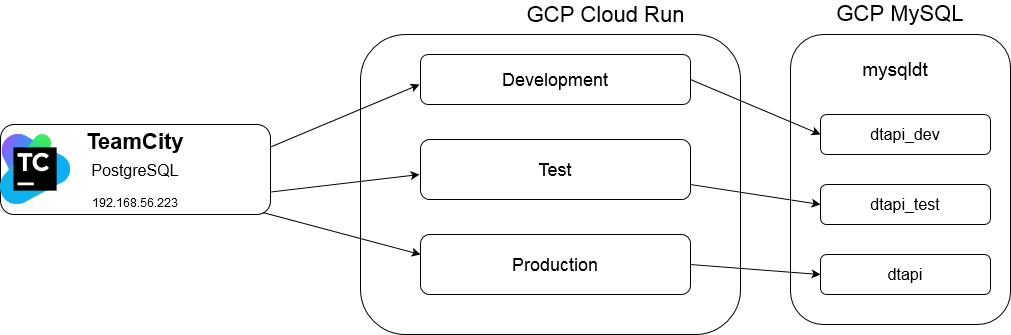 GCP Cloud Run
GCP MySQL
TC
TeamCity
PostgreSQL
192.168.56.223
Development
Test
Production
mysqldt
dtapi_dev
dtapi_test
dtapi